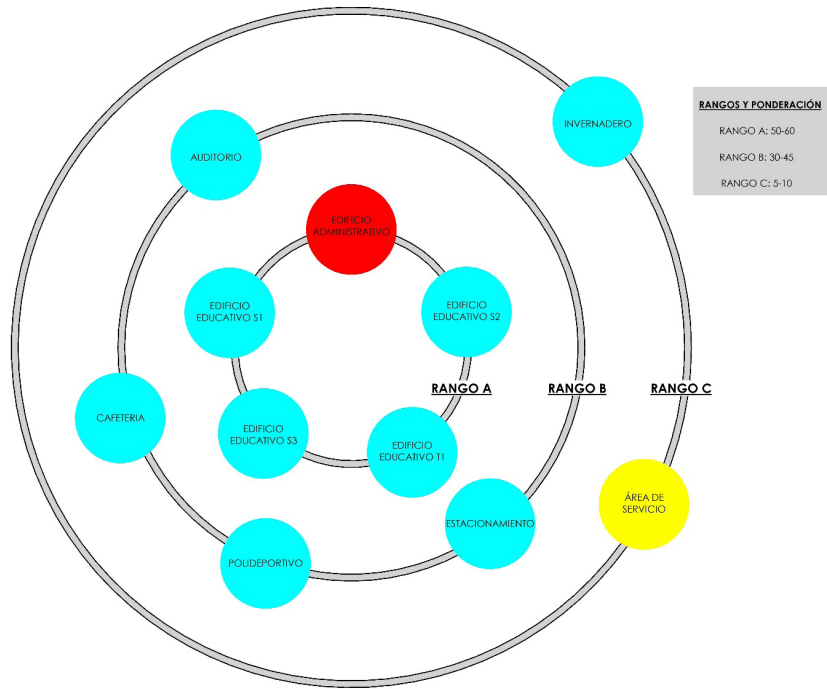 INVERNADERO
RANGOS Y PONDERACIÓN
RANGO A: 50-60
RANGO B: 30-45
RANGO C: 5-10
AUDITORIO
EDIFICIO
ADMINISTRATIVO
EDIFICIO
EDUCATIVO S1
EDIFICIO
EDUCATIVO S2
RANGO A
RANGO B
RANGO C
CAFETERIA
EDIFICIO
EDUCATIVO S3
EDIFICIO
EDUCATIVO T1
ESTACIONAMIENTO
ÁREA DE
SERVICIO
POLIDEPORTIVO